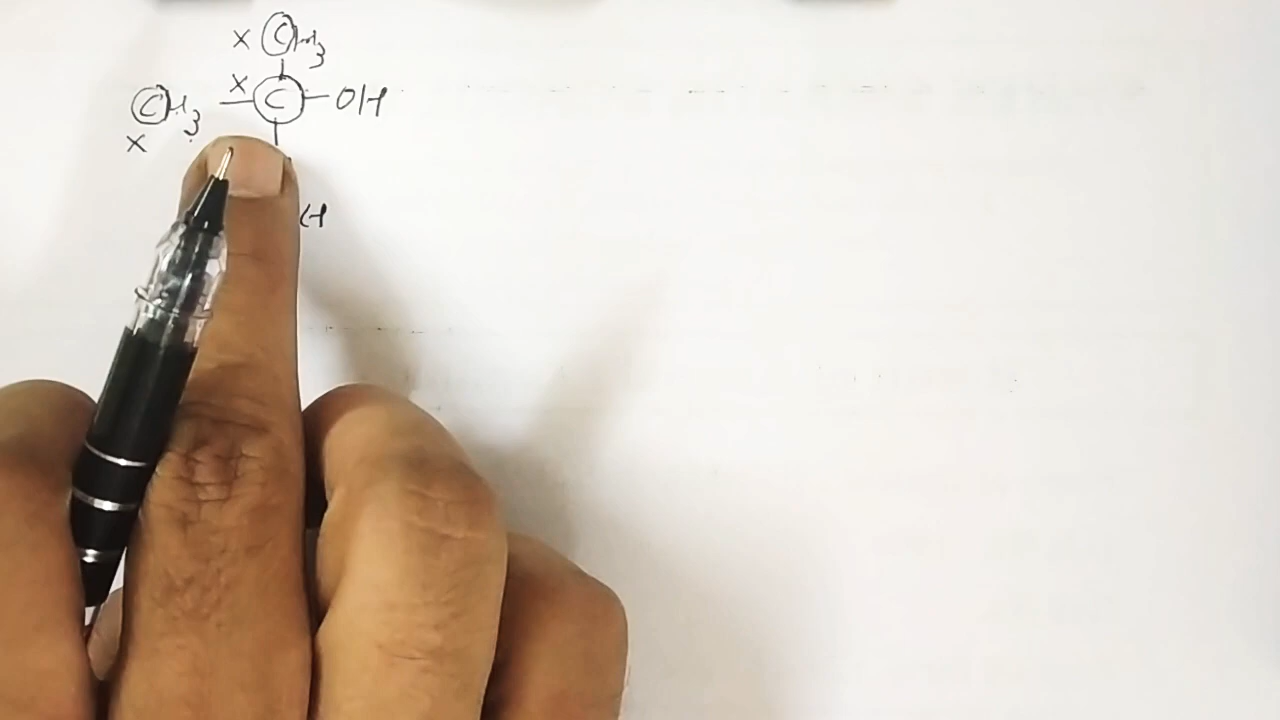 x CH3
x
CH3 — C — OH
x
H